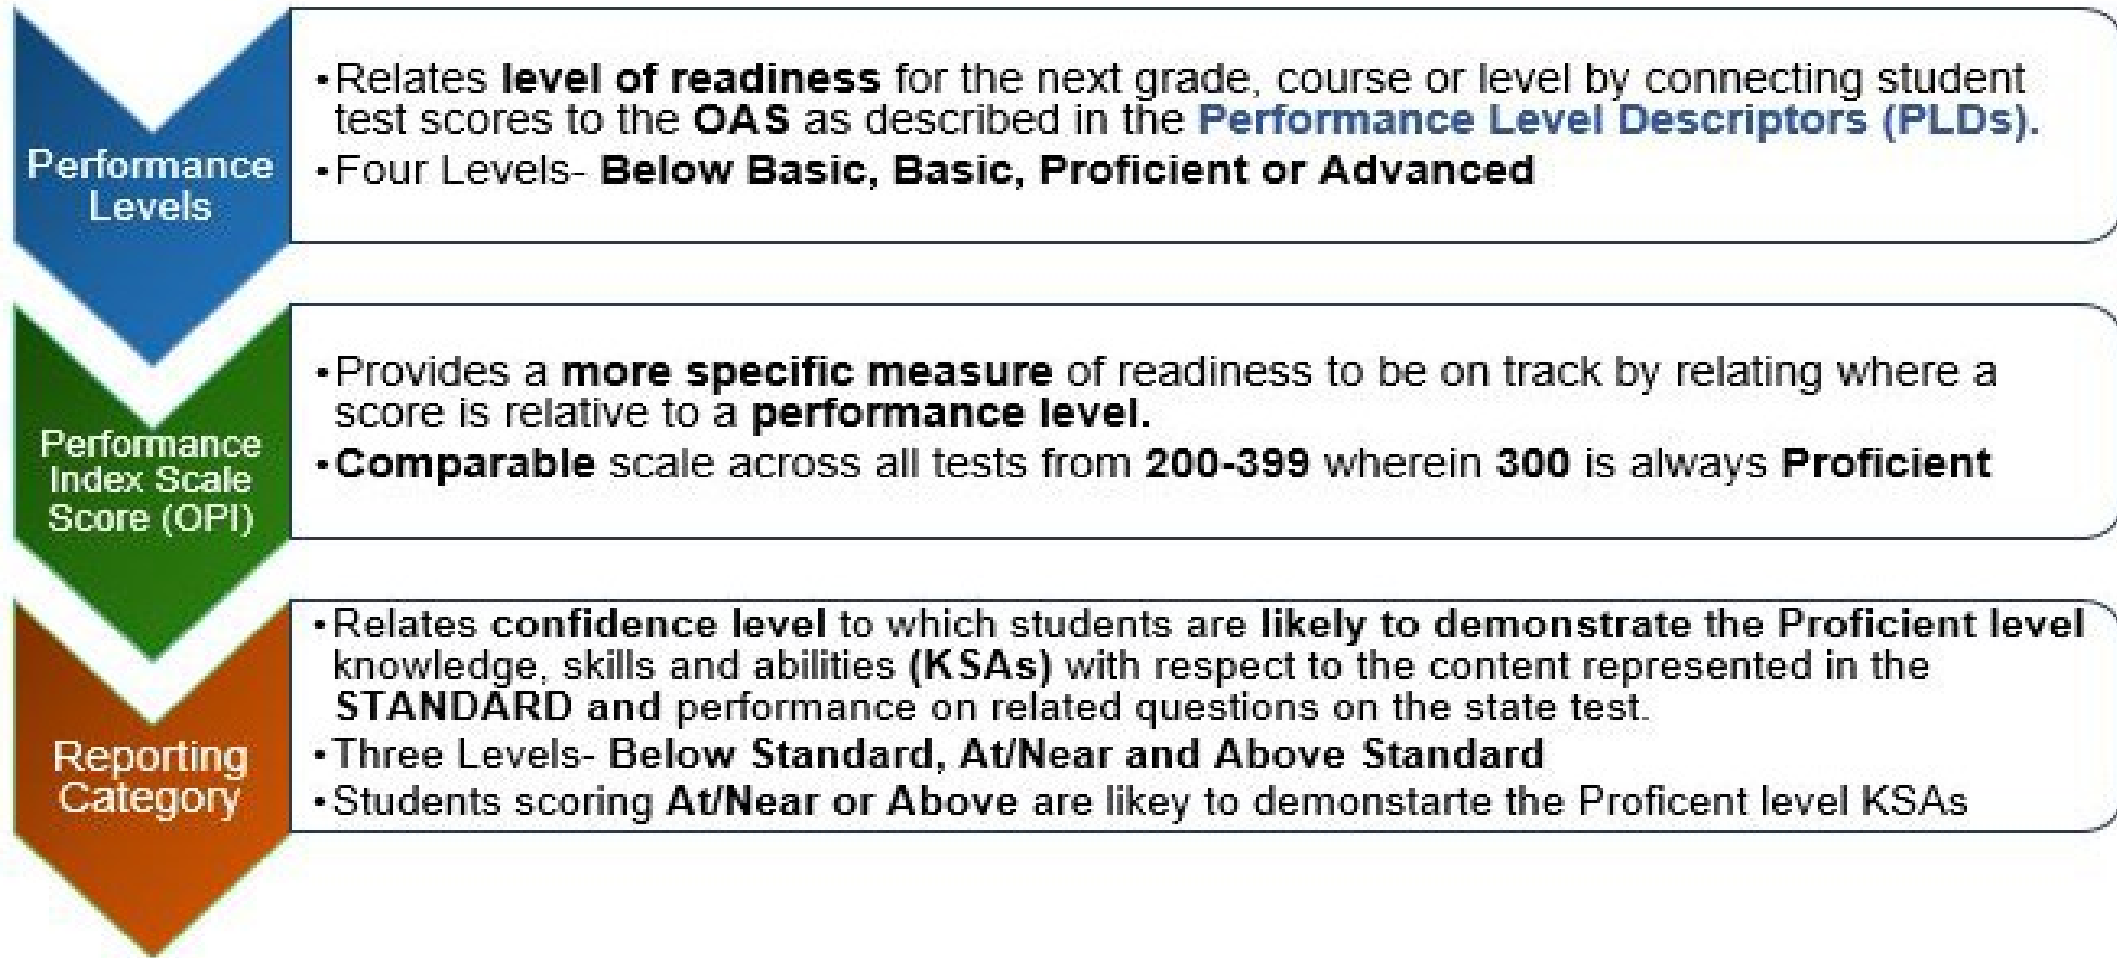 Performance
Levels
•Relates level of readiness for the next grade, course or level by connecting student
test scores to the OAS as described in the Performance Level Descriptors (PLDs).
•Four Levels- Below Basic, Basic, Proficient or Advanced
Performance
Index Scale
Score (OPI)
•Provides a more specific measure of readiness to be on track by relating where a
score is relative to a performance level.
•Comparable scale across all tests from 200-399 wherein 300 is always Proficient
Reporting
Category
•Relates confidence level to which students are likely to demonstrate the Proficient level
knowledge, skills and abilities (KSAs) with respect to the content represented in the
STANDARD and performance on related questions on the state test.
•Three Levels- Below Standard, At/Near and Above Standard
•Students scoring At/Near or Above are likey to demonstarte the Proficent level KSAs